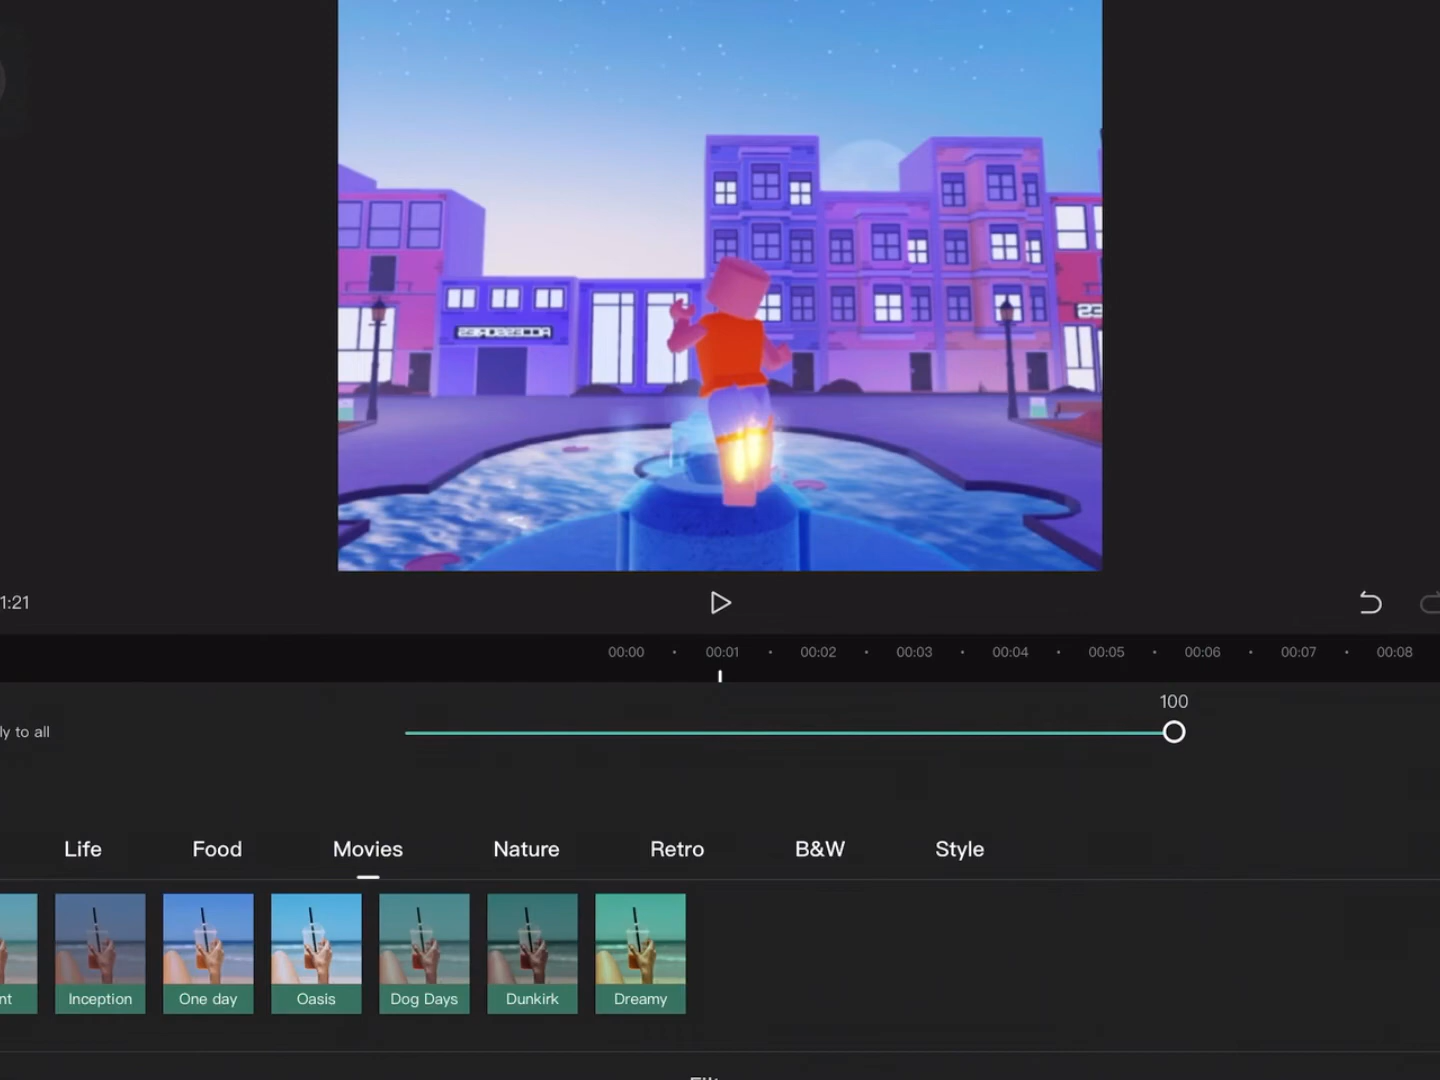 1:21
00:00 00:01 00:02 00:03 00:04 00:05 00:06 00:07 00:08
100
ly to all
Life Food Movies Nature Retro B&W Style
nt Inception One day Oasis Dog Days Dunkirk Dreamy